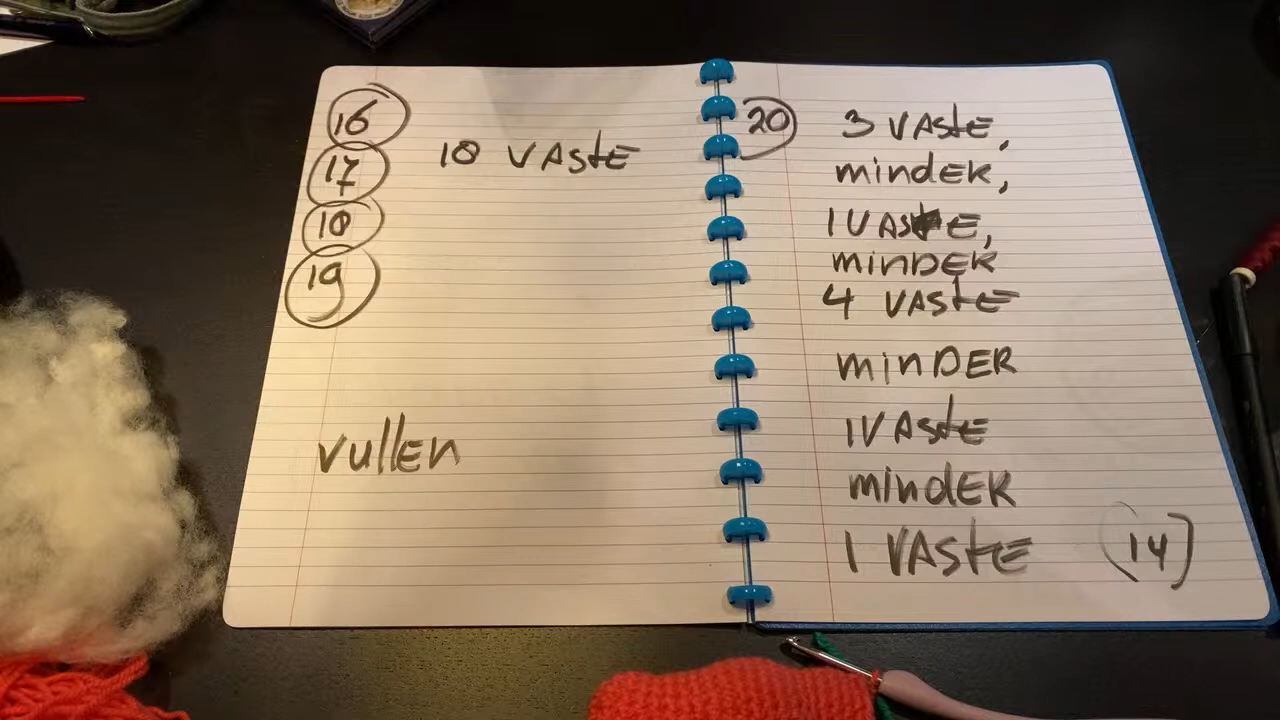 16
17
18
19
18 VASTE
vullEn
20
3 VASTE,
mindER,
1 VASTE,
minDER
4 VASTE
minDER
1 VASTE
mindER
1 VASTE (14)